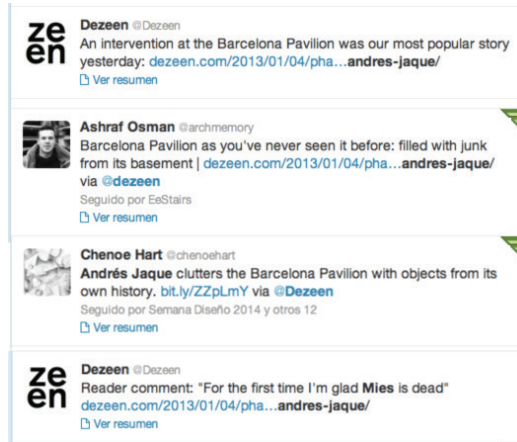 ze
en
Dezeen @Dezeen
An intervention at the Barcelona Pavilion was our most popular story
yesterday: dezeen.com/2013/01/04/pha...andres-jaque/
Ver resumen
Ashraf Osman @archmemory
Barcelona Pavilion as you've never seen it before: filled with junk
from its basement | dezeen.com/2013/01/04/pha...andres-jaque/
via @dezeen
Seguido por EeStairs
Ver resumen
Chenoe Hart @chenoehart
Andrés Jaque clutters the Barcelona Pavilion with objects from its
own history. bit.ly/ZZpLmY via @Dezeen
Seguido por Semana Diseño 2014 y otros 12
Ver resumen
ze
en
Dezeen @Dezeen
Reader comment: "For the first time I'm glad Mies is dead"
dezeen.com/2013/01/04/pha...andres-jaque/
Ver resumen